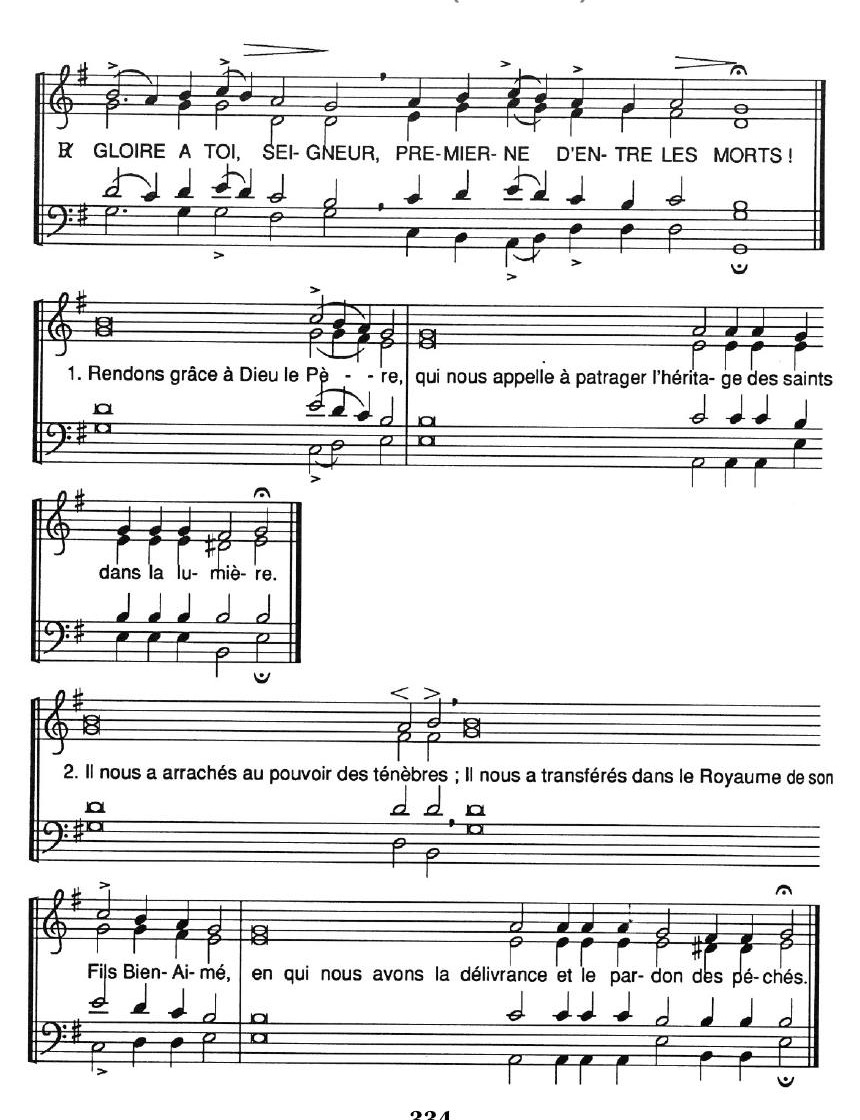 ℟ GLOIRE A TOI, SEI- GNEUR, PRE-MIER- NE D'EN- TRE LES MORTS !
1. Rendons grâce à Dieu le Pè - - re, qui nous appelle à patrager l'hérita- ge des saints
dans la lu- miè- re.
2. Il nous a arrachés au pouvoir des ténèbres ; Il nous a transférés dans le Royaume de son
Fils Bien- Ai- mé, en qui nous avons la délivrance et le par- don des pé-chés.
334